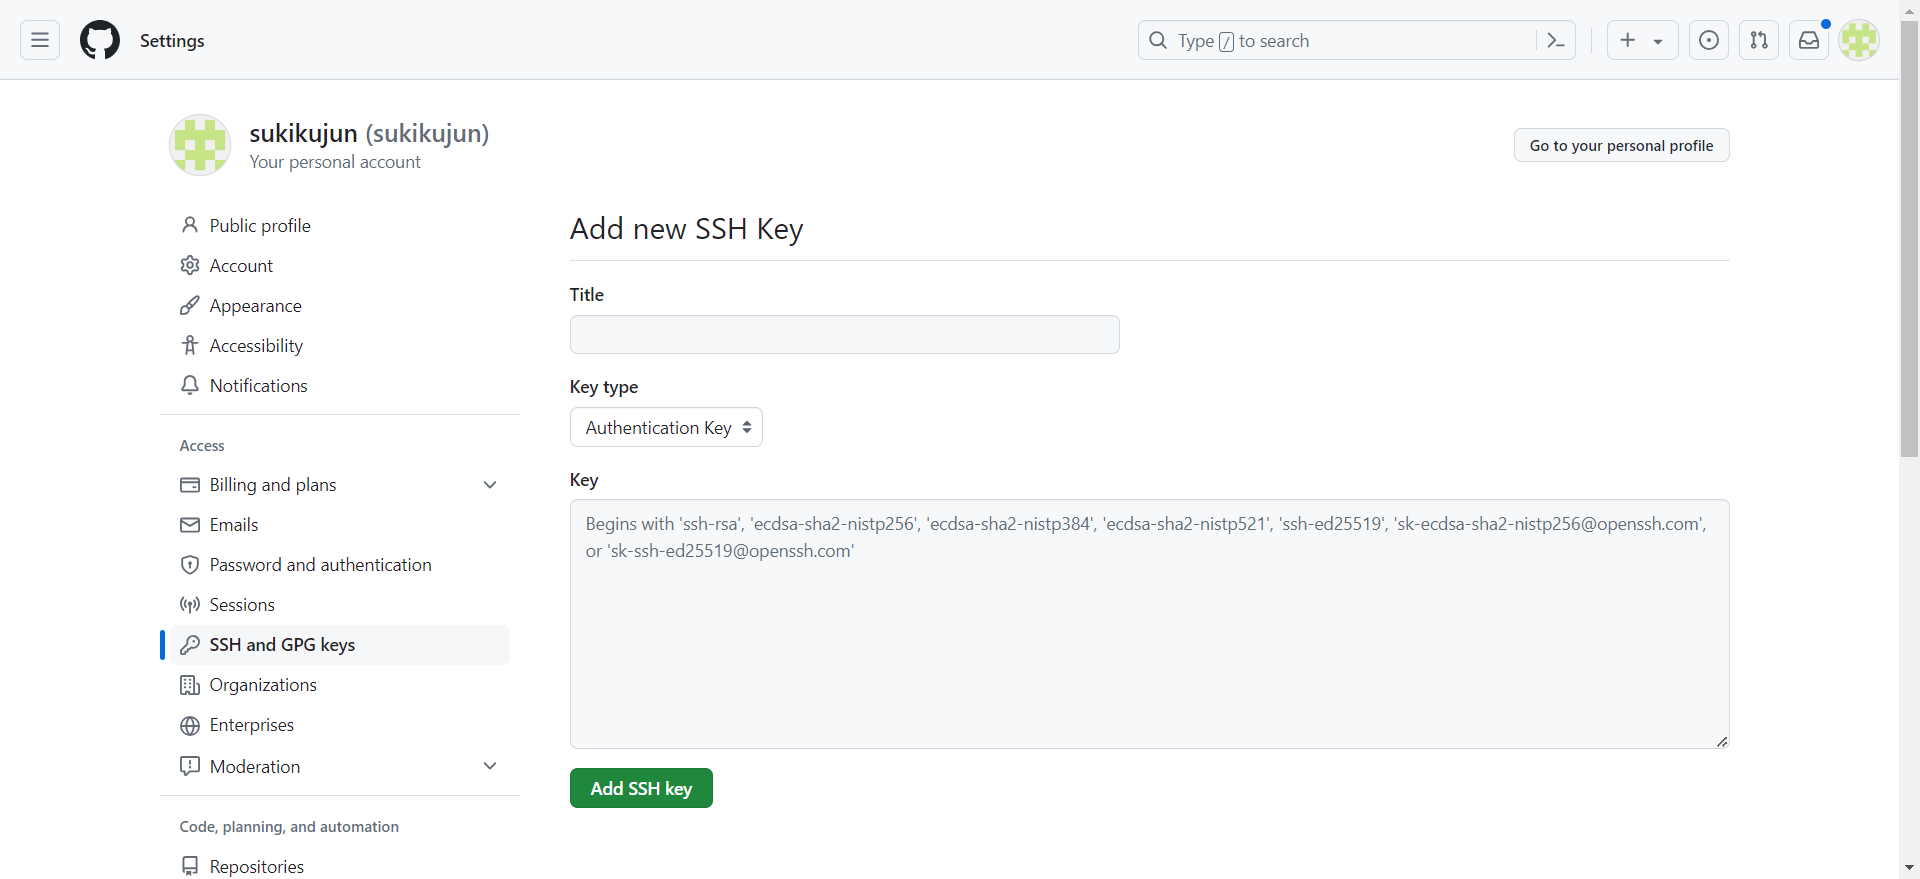 Settings
Type / to search
sukikujun (sukikujun)
Your personal account
Go to your personal profile
Public profile
Account
Appearance
Accessibility
Notifications
Access
Billing and plans
Emails
Password and authentication
Sessions
SSH and GPG keys
Organizations
Enterprises
Moderation
Code, planning, and automation
Repositories
Add new SSH Key
Title
Key type
Authentication Key
Key
Begins with 'ssh-rsa', 'ecdsa-sha2-nistp256', 'ecdsa-sha2-nistp384', 'ecdsa-sha2-nistp521', 'ssh-ed25519', 'sk-ecdsa-sha2-nistp256@openssh.com',
or 'sk-ssh-ed25519@openssh.com'
Add SSH key